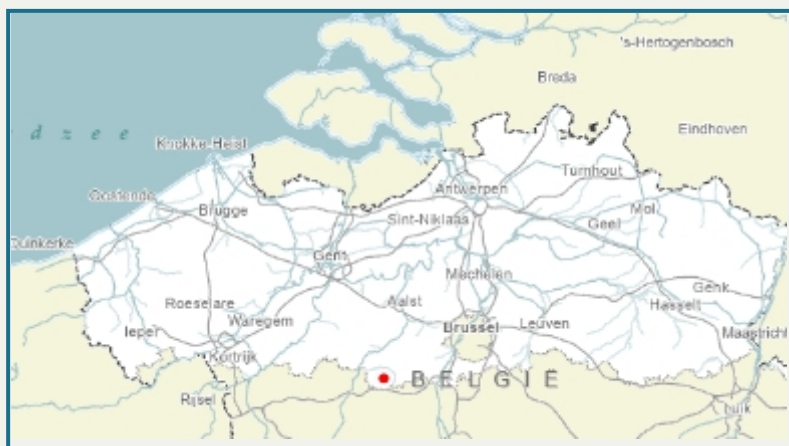 's-Hertogenbosch
Breda
Eindhoven
d z e e
Knokke-Heist
Turnhout
Antwerpen
Oostende
Brugge
Sint-Niklaas
Geel
Mol
Duinkerke
Gent
Mechelen
Genk
Roeselare
Aalst
Hasselt
Ieper
Waregem
Brussel
Leuven
Maastricht
Kortrijk
BELGIË
Rijsel
Luik